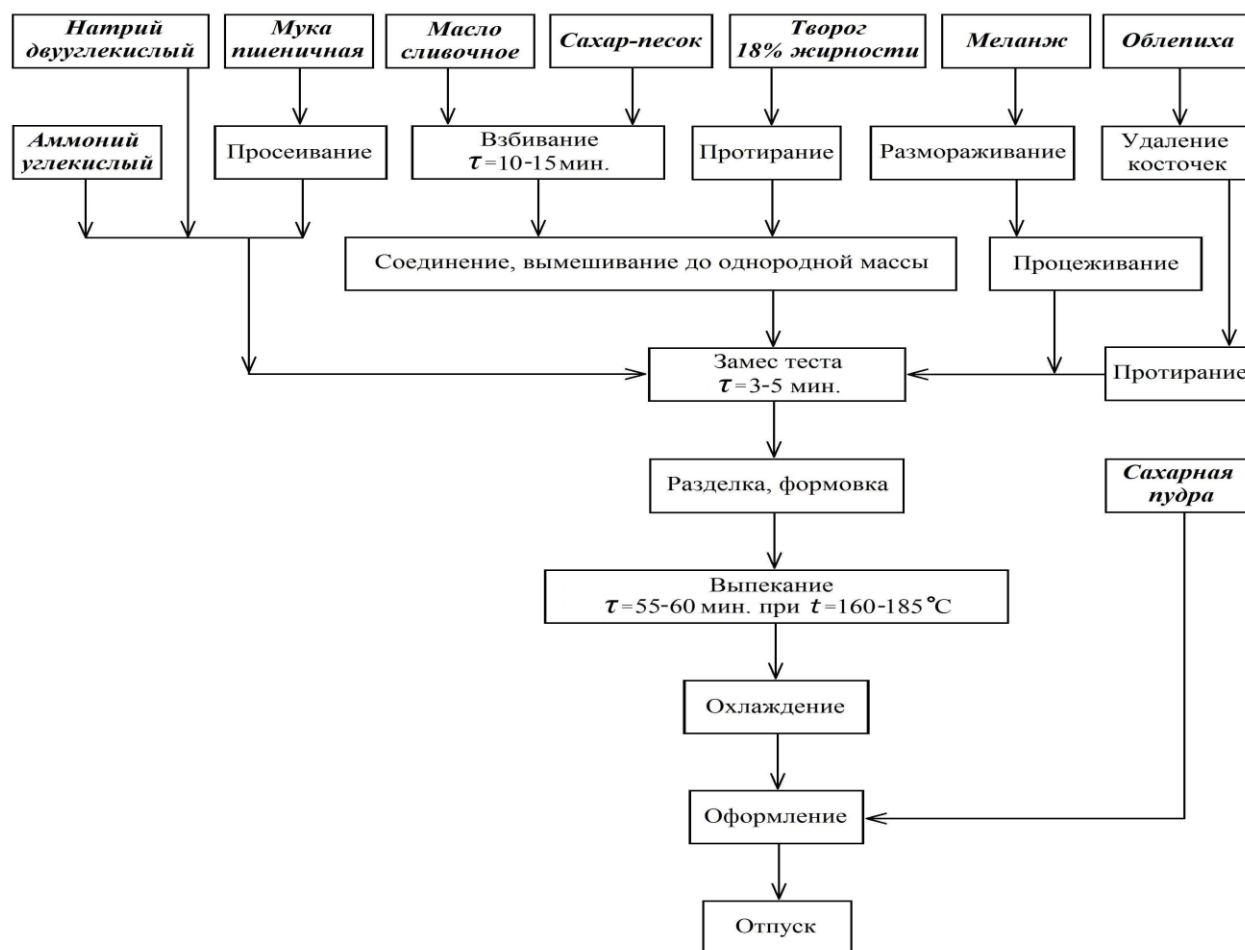 Натрий
двууглекислый
Мука
пшеничная
Масло
сливочное
Сахар-песок
Творог
18% жирности
Меланж
Облепиха
Аммоний
углекислый
Просеивание
Взбивание
τ=10-15 мин.
Протирание
Размораживание
Удаление
косточек
Соединение, вымешивание до однородной массы
Процеживание
Замес теста
τ=3-5 мин.
Протирание
Разделка, формовка
Сахарная
пудра
Выпекание
τ=55-60 мин. при t=160-185°С
Охлаждение
Оформление
Отпуск